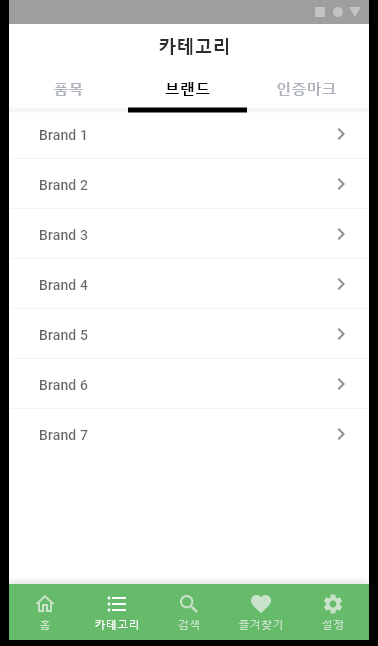 카테고리
품목 브랜드 인증마크
Brand 1
Brand 2
Brand 3
Brand 4
Brand 5
Brand 6
Brand 7
홈 카테고리 검색 즐겨찾기 설정